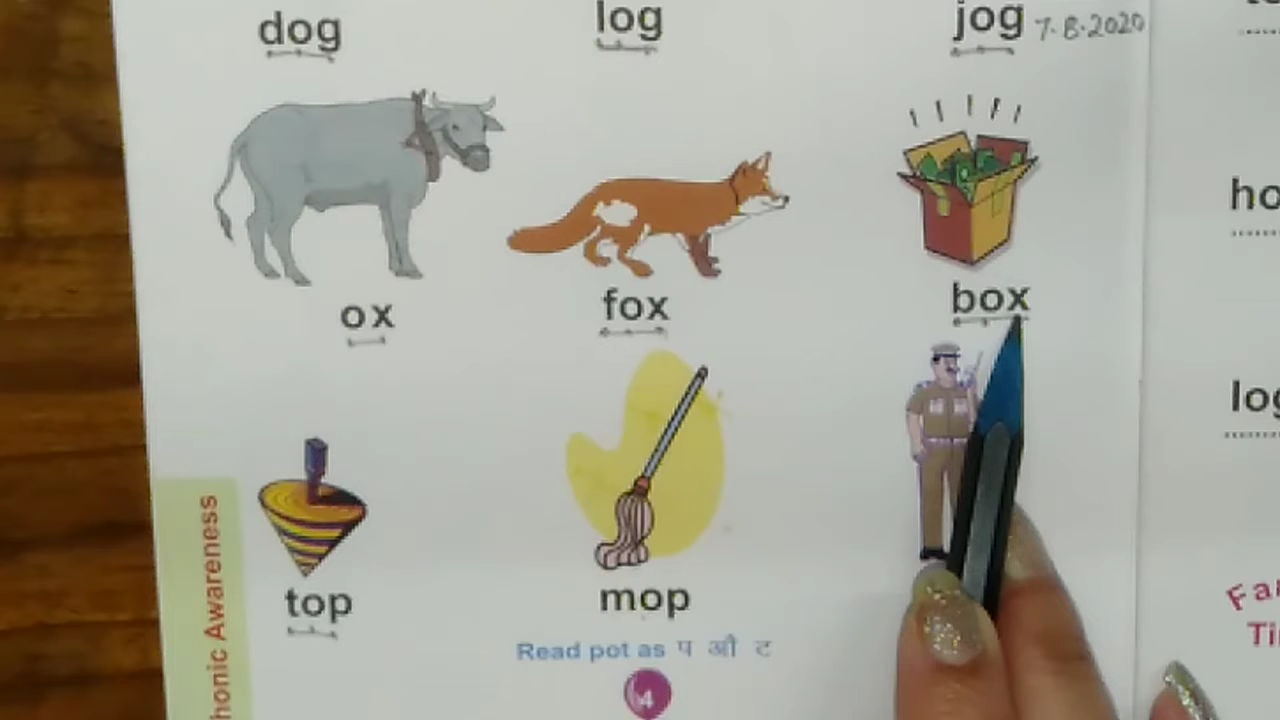 dog log jog 7.8.2020
ox fox box
top mop
Read pot as प औ ट
4
honic Awareness
ho
log
Fa
Ti